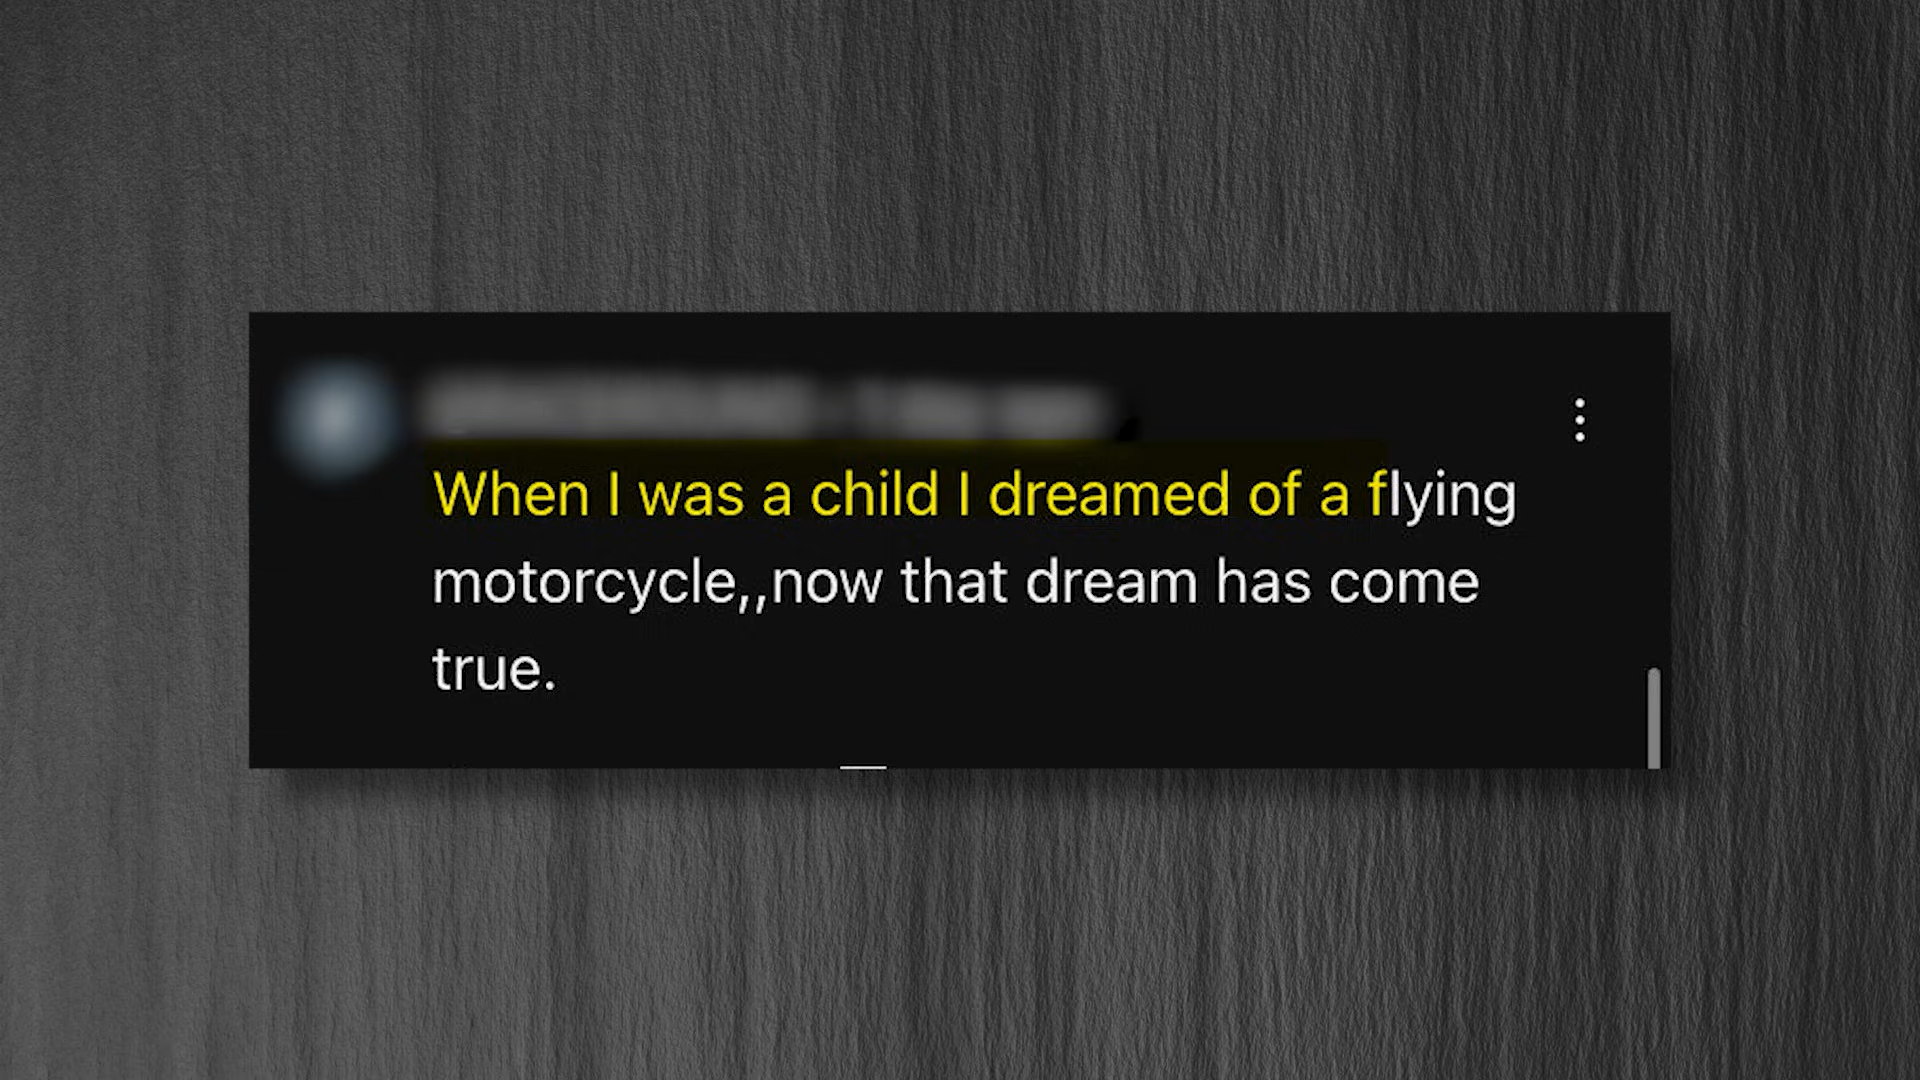 When I was a child I dreamed of a flying
motorcycle,,now that dream has come
true.